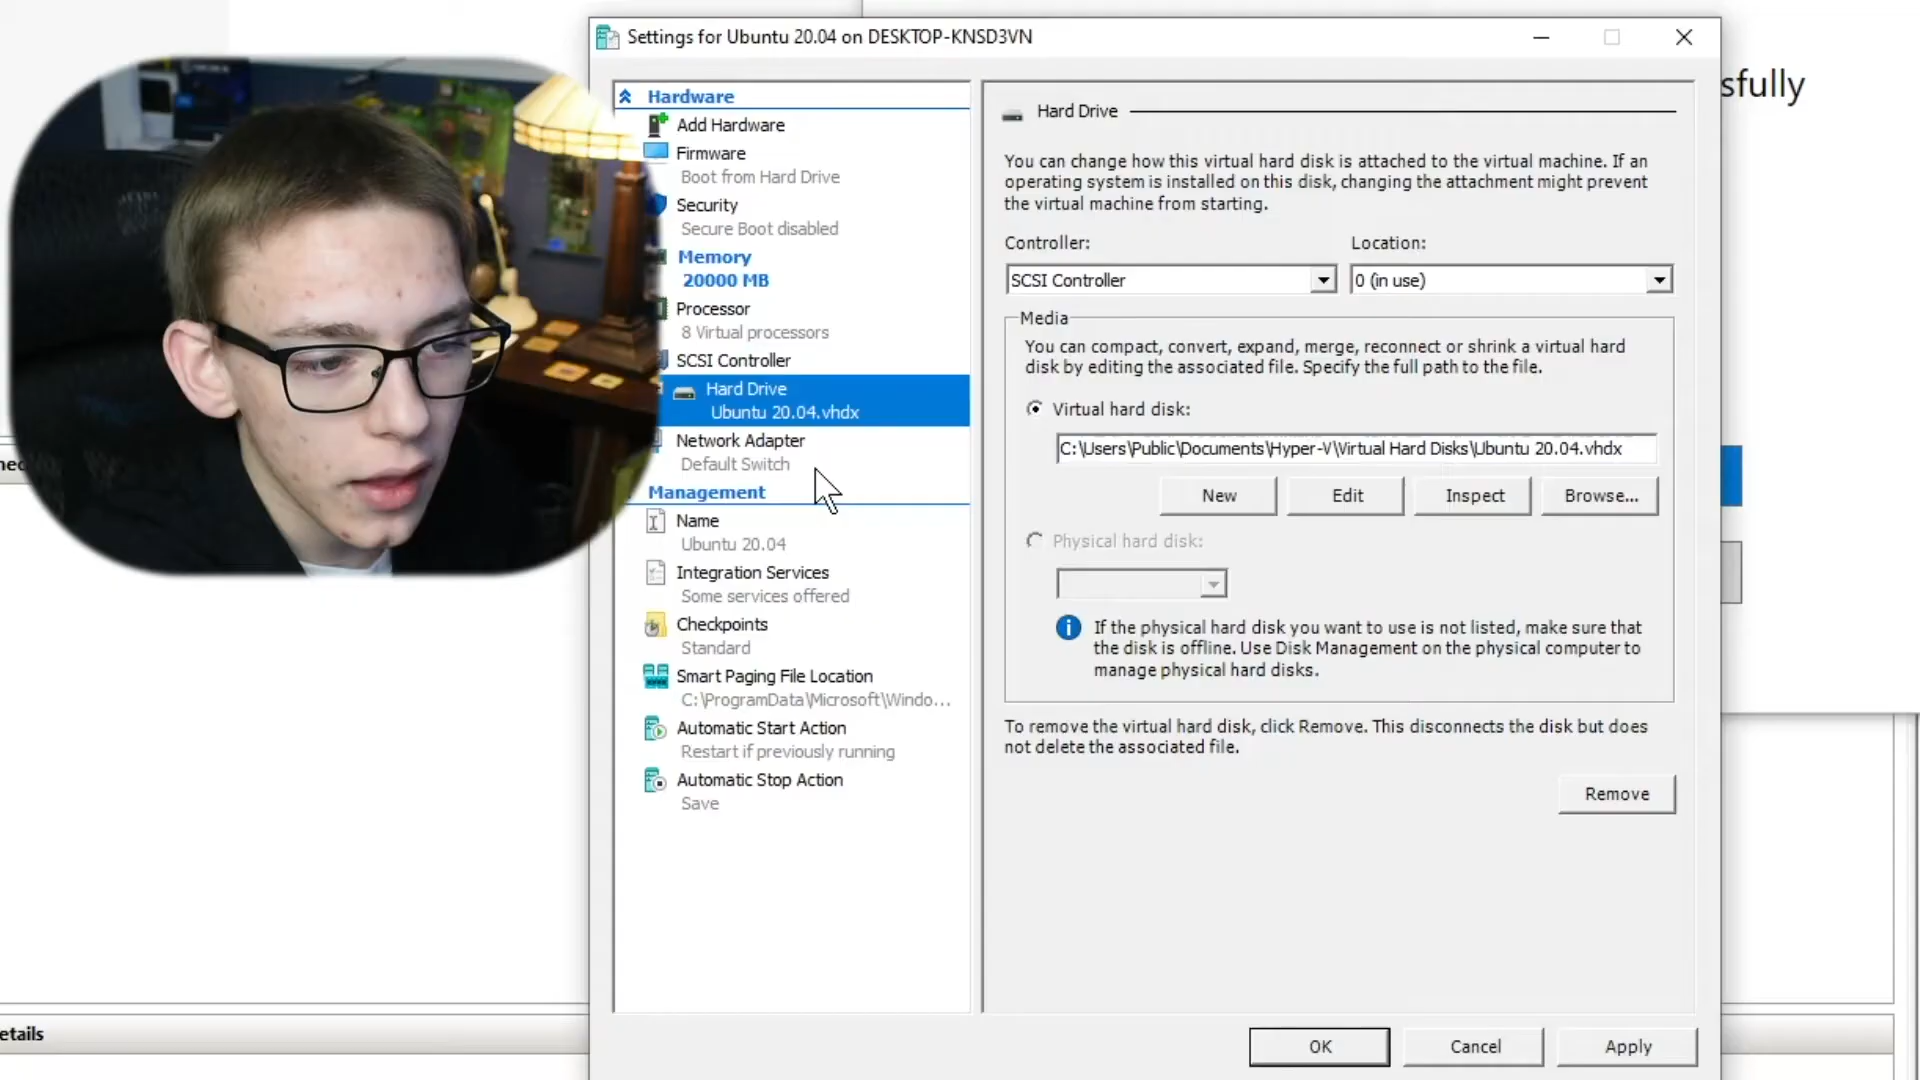 Settings for Ubuntu 20.04 on DESKTOP-KNSD3VN
sfully
Hardware
Add Hardware
Firmware
Boot from Hard Drive
Security
Secure Boot disabled
Memory
20000 MB
Processor
8 Virtual processors
SCSI Controller
Hard Drive
Ubuntu 20.04.vhdx
Network Adapter
Default Switch
Management
Name
Ubuntu 20.04
Integration Services
Some services offered
Checkpoints
Standard
Smart Paging File Location
C:\ProgramData\Microsoft\Windo...
Automatic Start Action
Restart if previously running
Automatic Stop Action
Save
Hard Drive
You can change how this virtual hard disk is attached to the virtual machine. If an
operating system is installed on this disk, changing the attachment might prevent
the virtual machine from starting.
Controller: Location:
SCSI Controller 0 (in use)
Media
You can compact, convert, expand, merge, reconnect or shrink a virtual hard
disk by editing the associated file. Specify the full path to the file.
Virtual hard disk:
C:\Users\Public\Documents\Hyper-V\Virtual Hard Disks\Ubuntu 20.04.vhdx
New Edit Inspect Browse...
Physical hard disk:
If the physical hard disk you want to use is not listed, make sure that
the disk is offline. Use Disk Management on the physical computer to
manage physical hard disks.
To remove the virtual hard disk, click Remove. This disconnects the disk but does
not delete the associated file.
Remove
etails
OK Cancel Apply